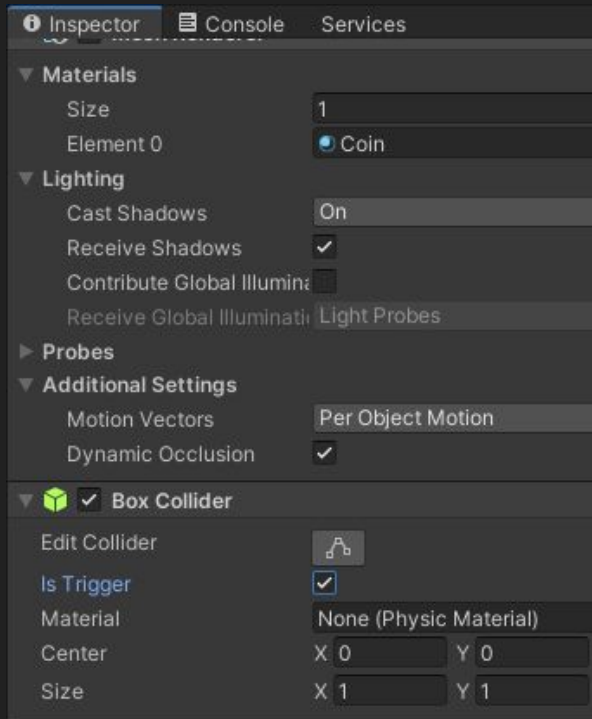 Inspector Console Services
Mesh Renderer
Materials
Size 1
Element 0 Coin
Lighting
Cast Shadows On
Receive Shadows
Contribute Global Illumina
Receive Global Illuminati Light Probes
Probes
Additional Settings
Motion Vectors Per Object Motion
Dynamic Occlusion
Box Collider
Edit Collider
Is Trigger
Material None (Physic Material)
Center X 0 Y 0
Size X 1 Y 1